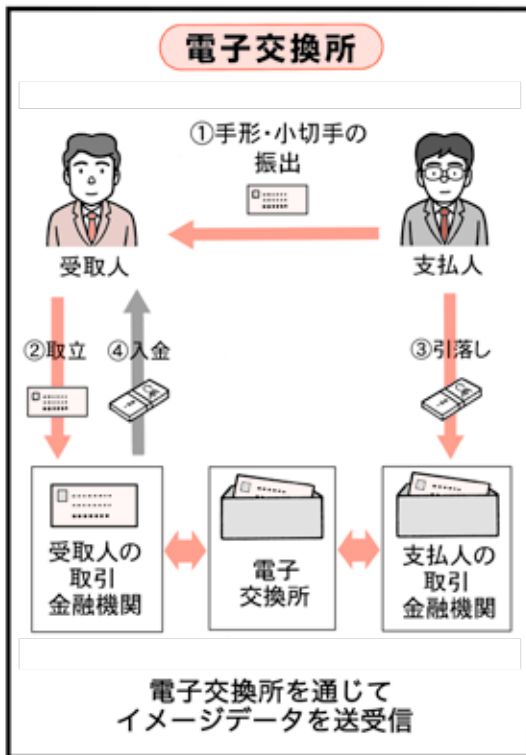 電子交換所
①手形・小切手の
振出
受取人
支払人
②取立
④入金
③引落し
受取人の
取引
金融機関
電子
交換所
支払人の
取引
金融機関
電子交換所を通じて
イメージデータを送受信